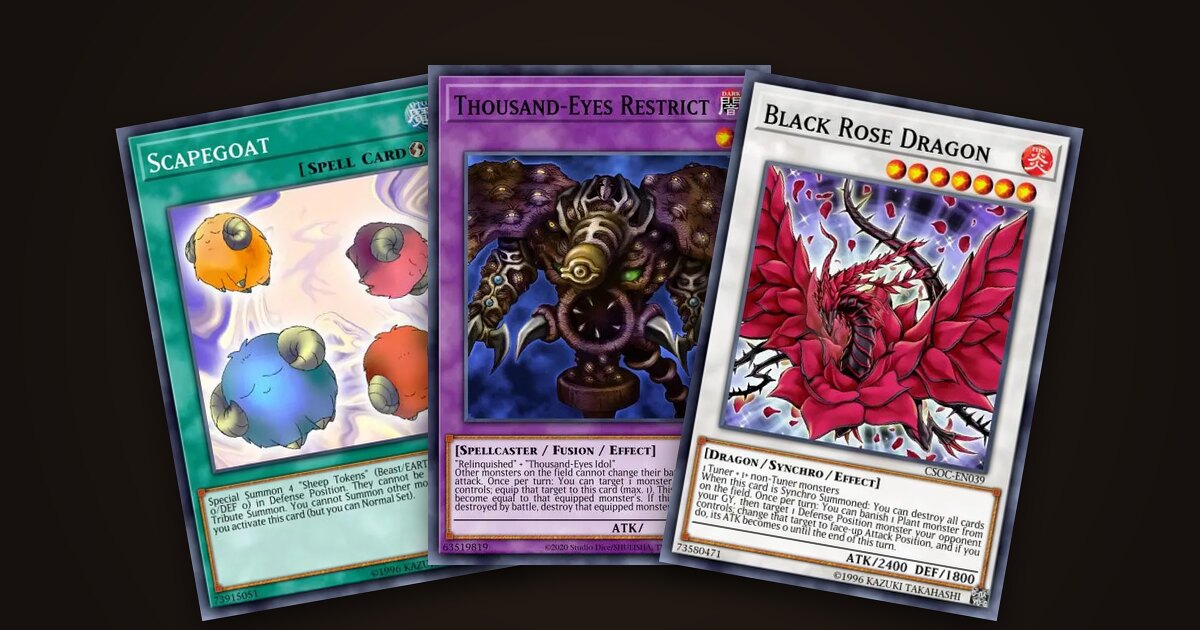 SCAPEGOAT
[SPELL CARD
Special Summon 4 "Sheep Tokens" (Beast/EART
0/DEF 0) in Defense Position. They cannot be
Tribute Summon. You cannot Summon other mo
you activate this card (but you can Normal Set).
73915051
©1996 KAZUK
THOUSAND-EYES RESTRICT
DARK
闇
[SPELLCASTER / FUSION / EFFECT]
"Relinquished" + "Thousand-Eyes Idol"
Other monsters on the field cannot change their bat
attack. Once per turn: You can target 1 monster
controls; equip that target to this card (max. 1). This
become equal to that equipped monster's. If thi
destroyed by battle, destroy that equipped monster
ATK/
63519819
©2020 Studio Dice/SHUEISHA, T
BLACK ROSE DRAGON
FIRE
炎
CSOC-EN039
[DRAGON / SYNCHRO / EFFECT]
1 Tuner + 1+ non-Tuner monsters
When this card is Synchro Summoned: You can destroy all cards
on the field. Once per turn: You can banish 1 Plant monster from
your GY, then target 1 Defense Position monster your opponent
controls; change that target to face-up Attack Position, and if you
do, its ATK becomes 0 until the end of this turn.
ATK/2400 DEF/1800
73580471
©1996 KAZUKI TAKAHASHI